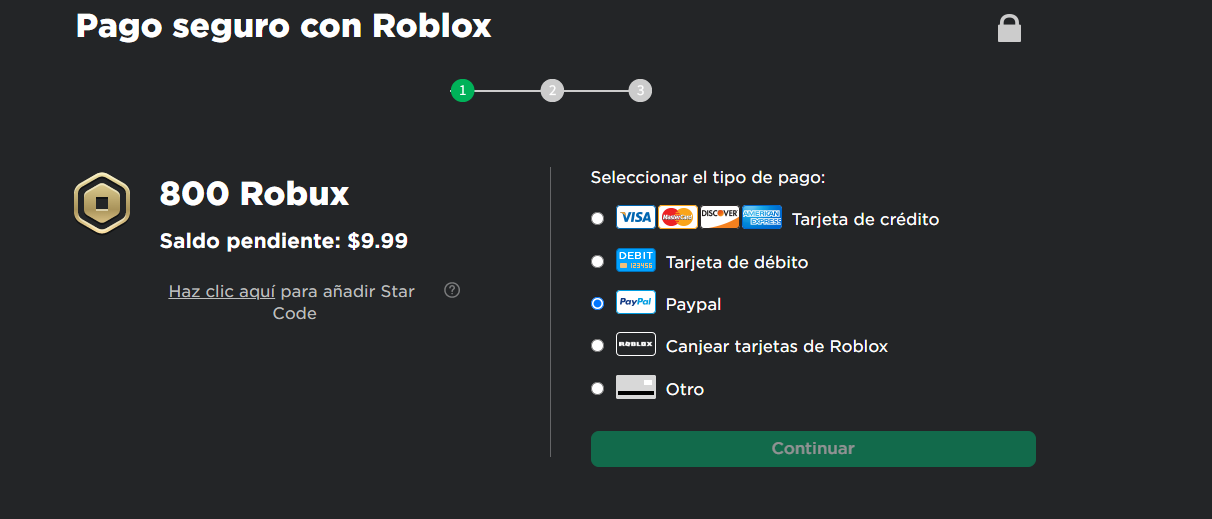 Pago seguro con Roblox
1 2 3
800 Robux
Saldo pendiente: $9.99
Haz clic aquí para añadir Star
Code
?
Seleccionar el tipo de pago:
VISA MasterCard DISCOVER AMERICAN EXPRESS Tarjeta de crédito
DEBIT 123456 Tarjeta de débito
PayPal Paypal
ROBLOX Canjear tarjetas de Roblox
Otro
Continuar